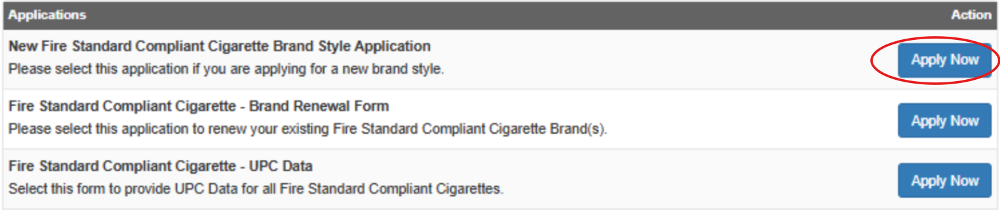 Applications Action
New Fire Standard Compliant Cigarette Brand Style Application
Please select this application if you are applying for a new brand style.
Apply Now
Fire Standard Compliant Cigarette - Brand Renewal Form
Please select this application to renew your existing Fire Standard Compliant Cigarette Brand(s).
Apply Now
Fire Standard Compliant Cigarette - UPC Data
Select this form to provide UPC Data for all Fire Standard Compliant Cigarettes.
Apply Now